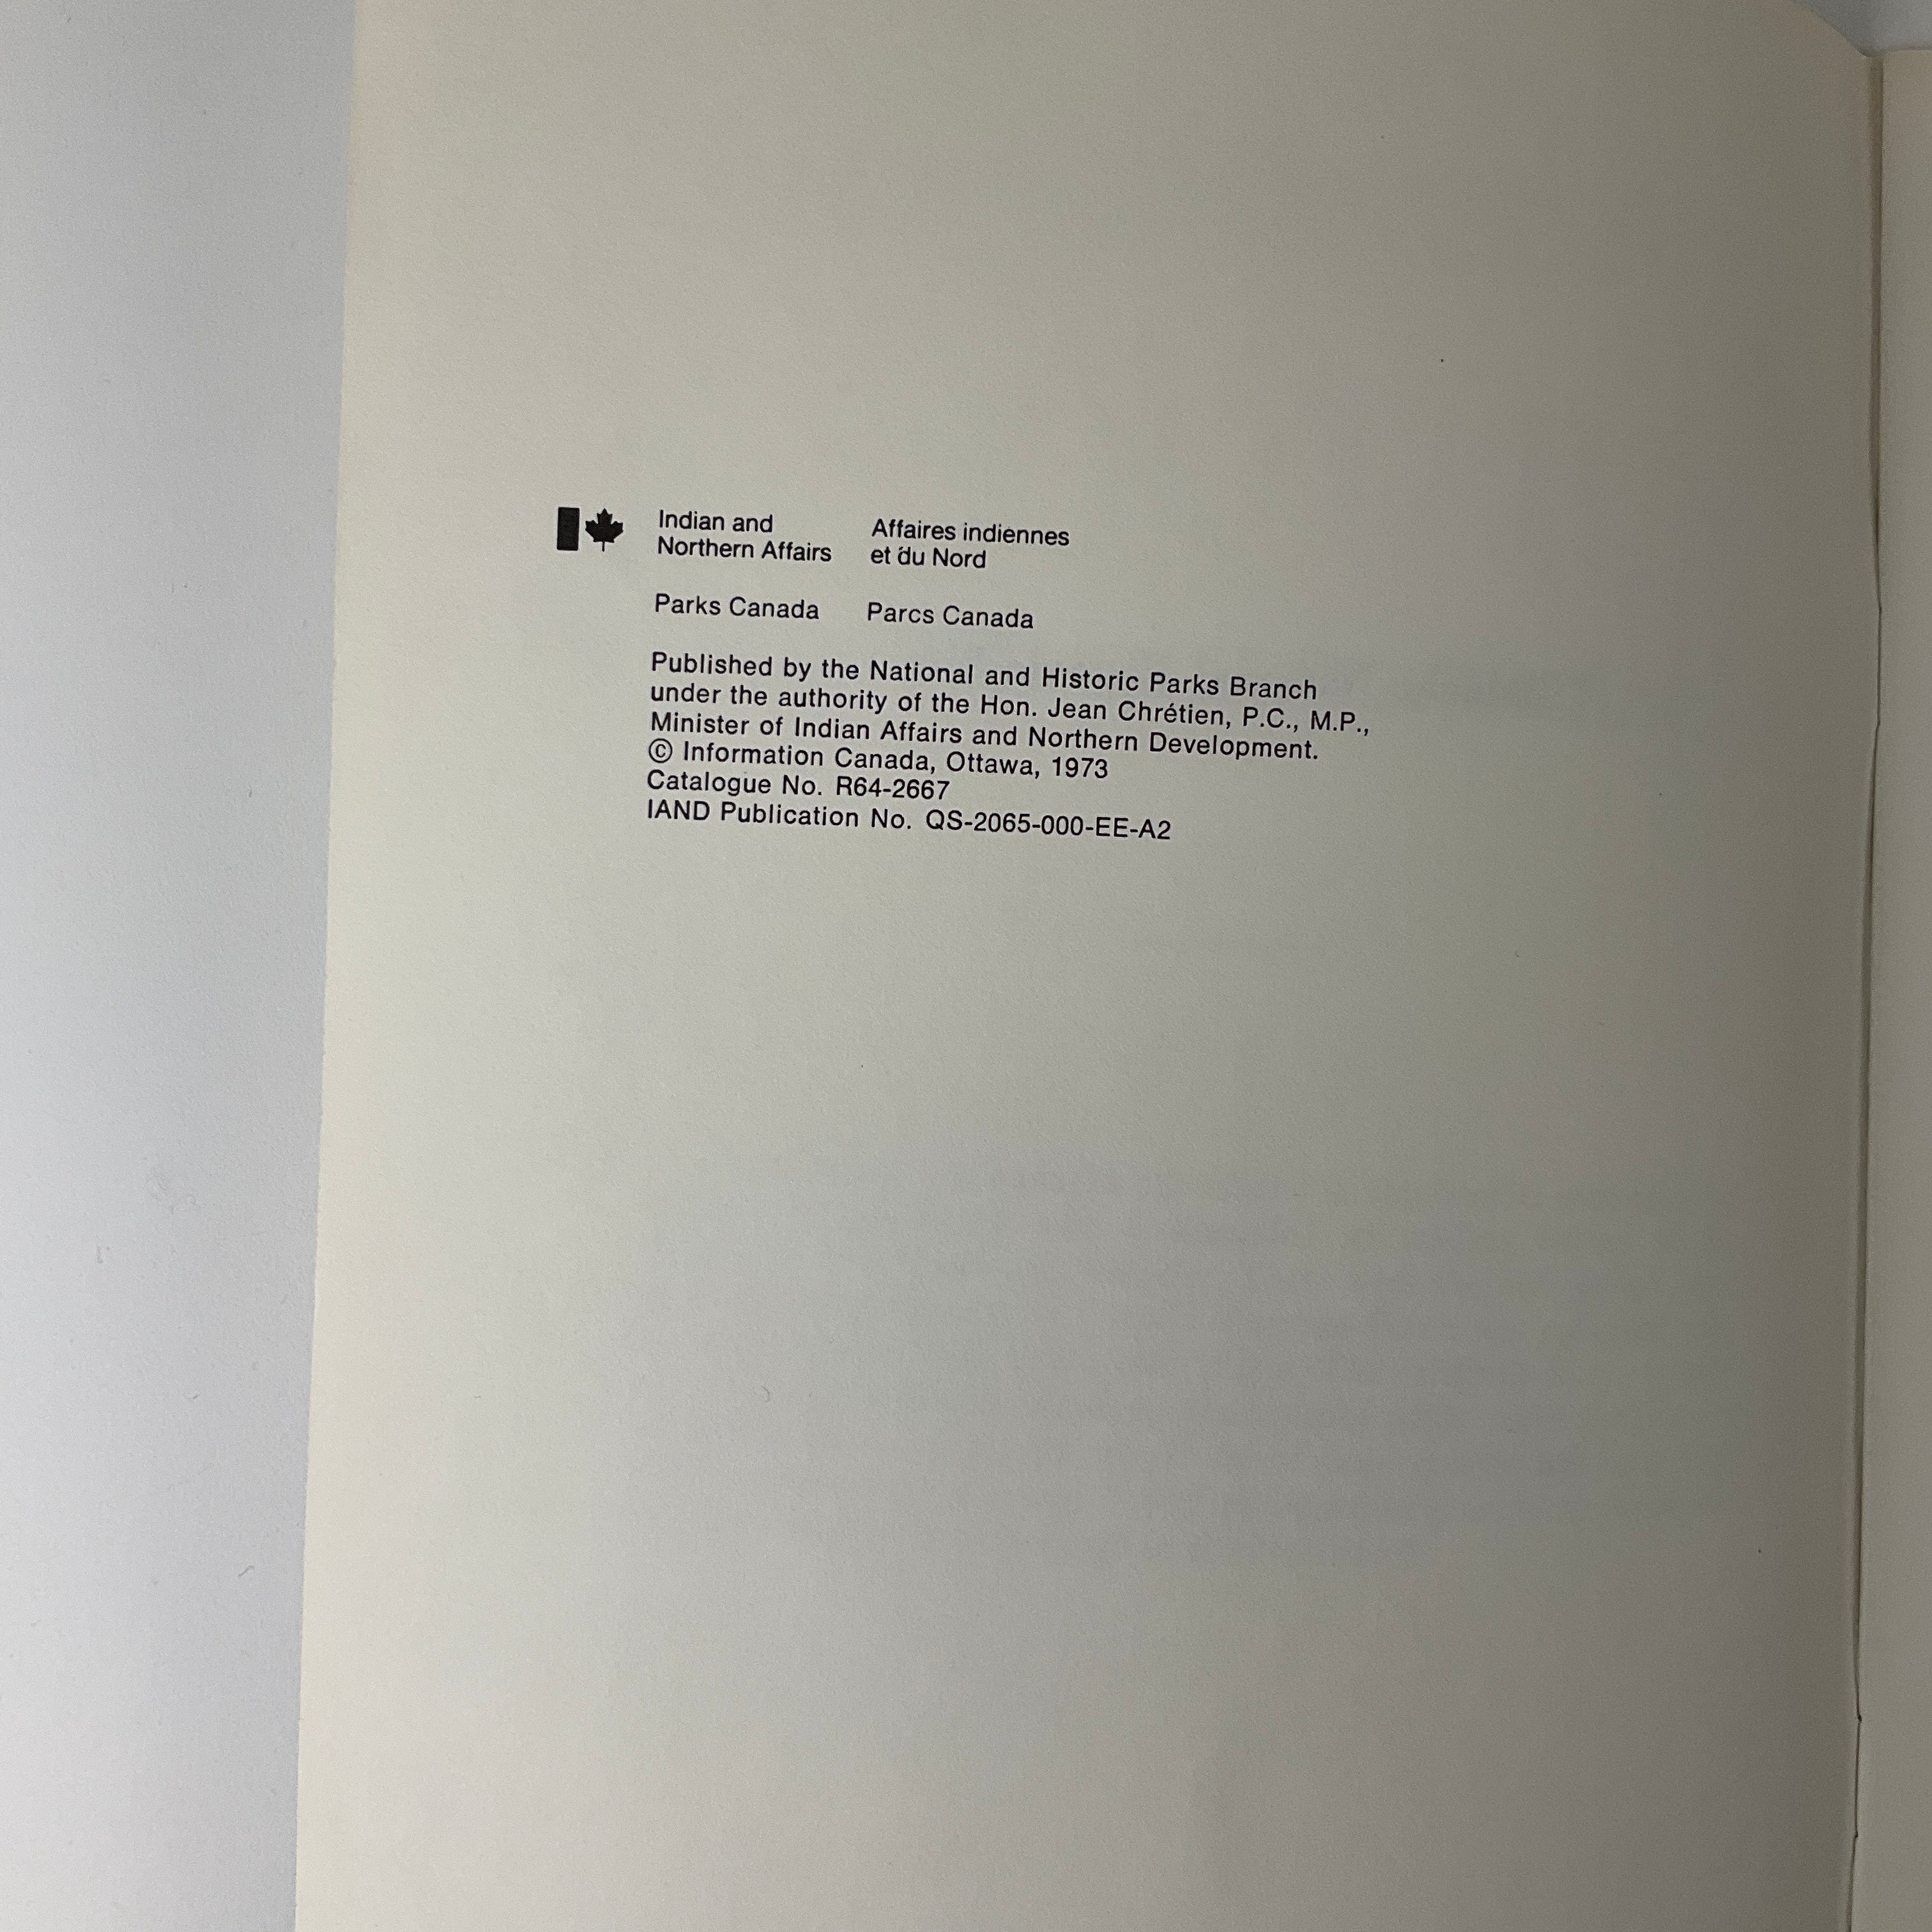 Indian and Northern Affairs
Affaires indiennes et du Nord
Parks Canada
Parcs Canada
Published by the National and Historic Parks Branch
under the authority of the Hon. Jean Chrétien, P.C., M.P.,
Minister of Indian Affairs and Northern Development.
© Information Canada, Ottawa, 1973
Catalogue No. R64-2667
IAND Publication No. QS-2065-000-EE-A2